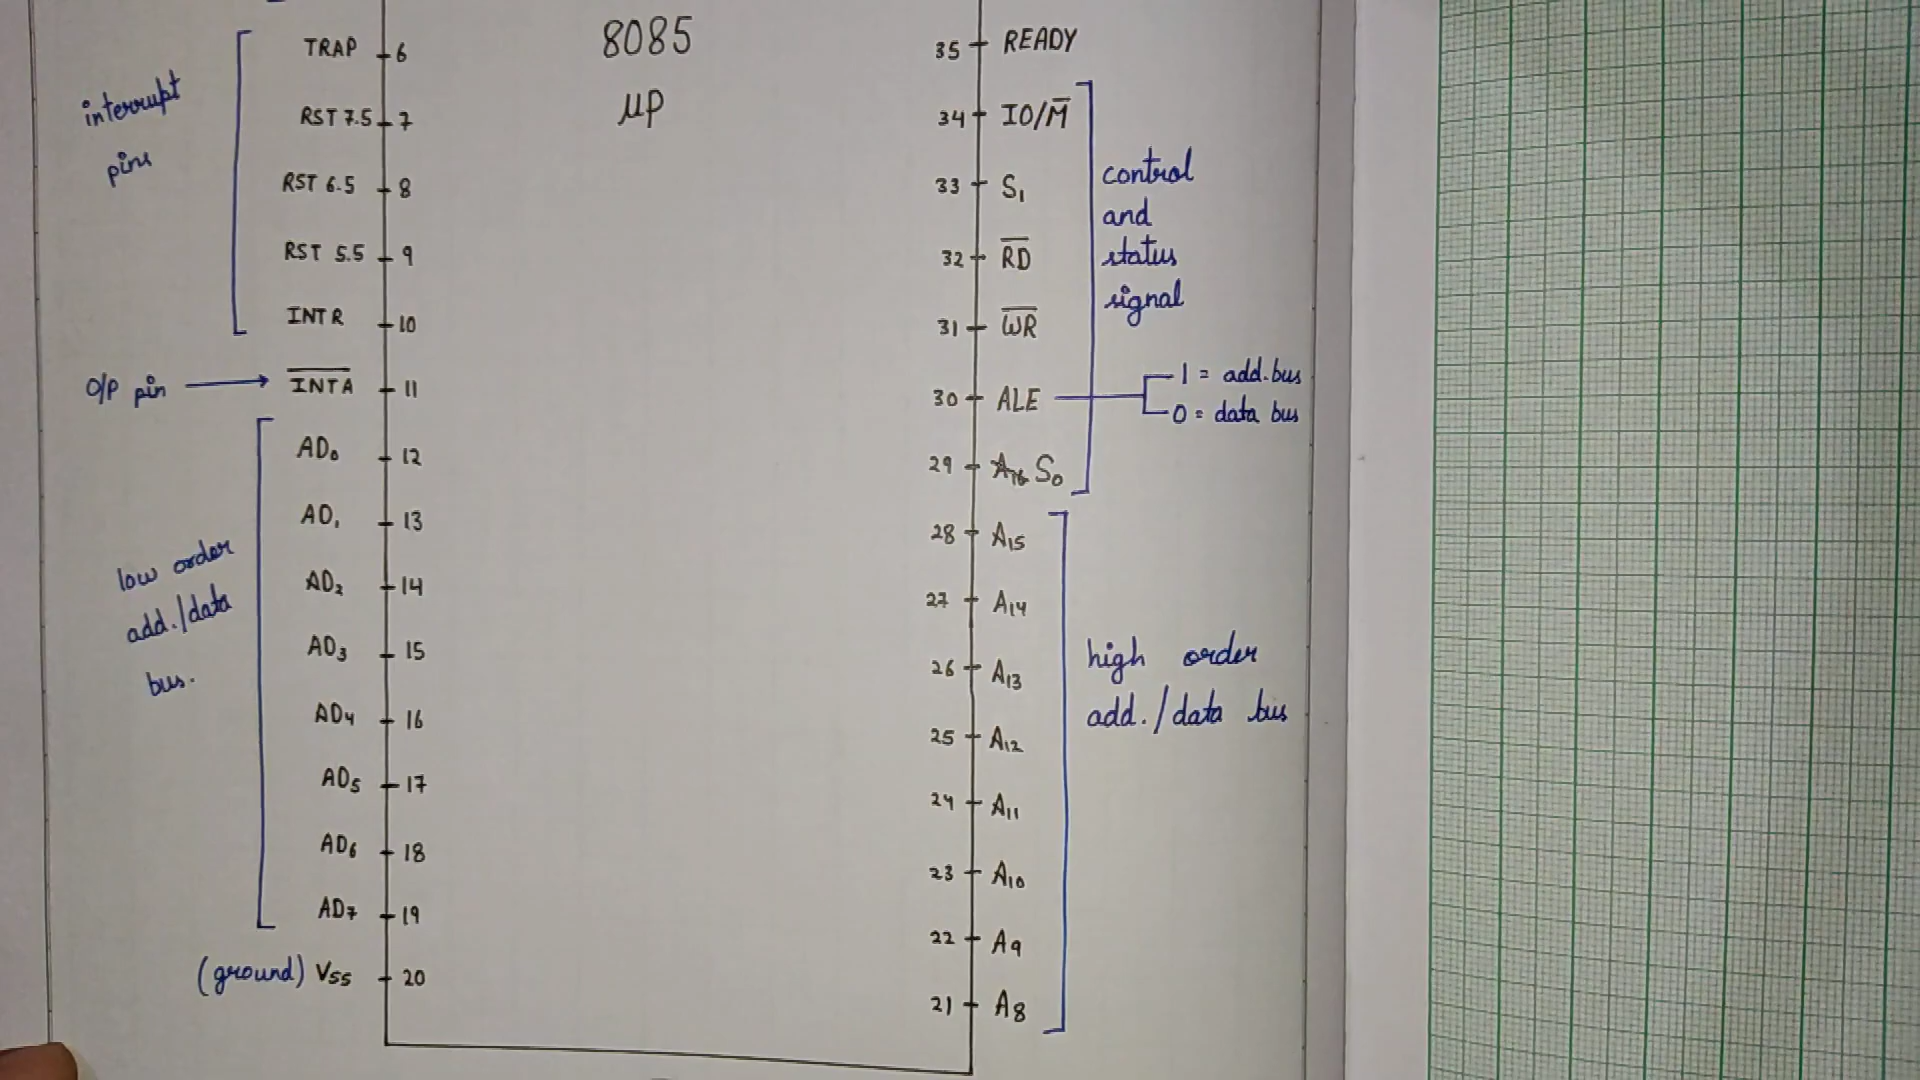 8085
μP
interrupt
pins
TRAP 6
RST 7.5 7
RST 6.5 8
RST 5.5 9
INTR 10
O/P pin → I̅N̅T̅A̅ 11
low order
add./data
bus.
AD₀ 12
AD₁ 13
AD₂ 14
AD₃ 15
AD₄ 16
AD₅ 17
AD₆ 18
AD₇ 19
(ground) Vss 20
35 READY
34 IO/M̅
33 S₁
32 R̅D̅
31 W̅R̅
30 ALE
1 = add.bus
0 = data bus
29 S₀
control
and
status
signal
28 A₁₅
27 A₁₄
26 A₁₃
25 A₁₂
24 A₁₁
23 A₁₀
22 A₉
21 A₈
high order
add./data bus